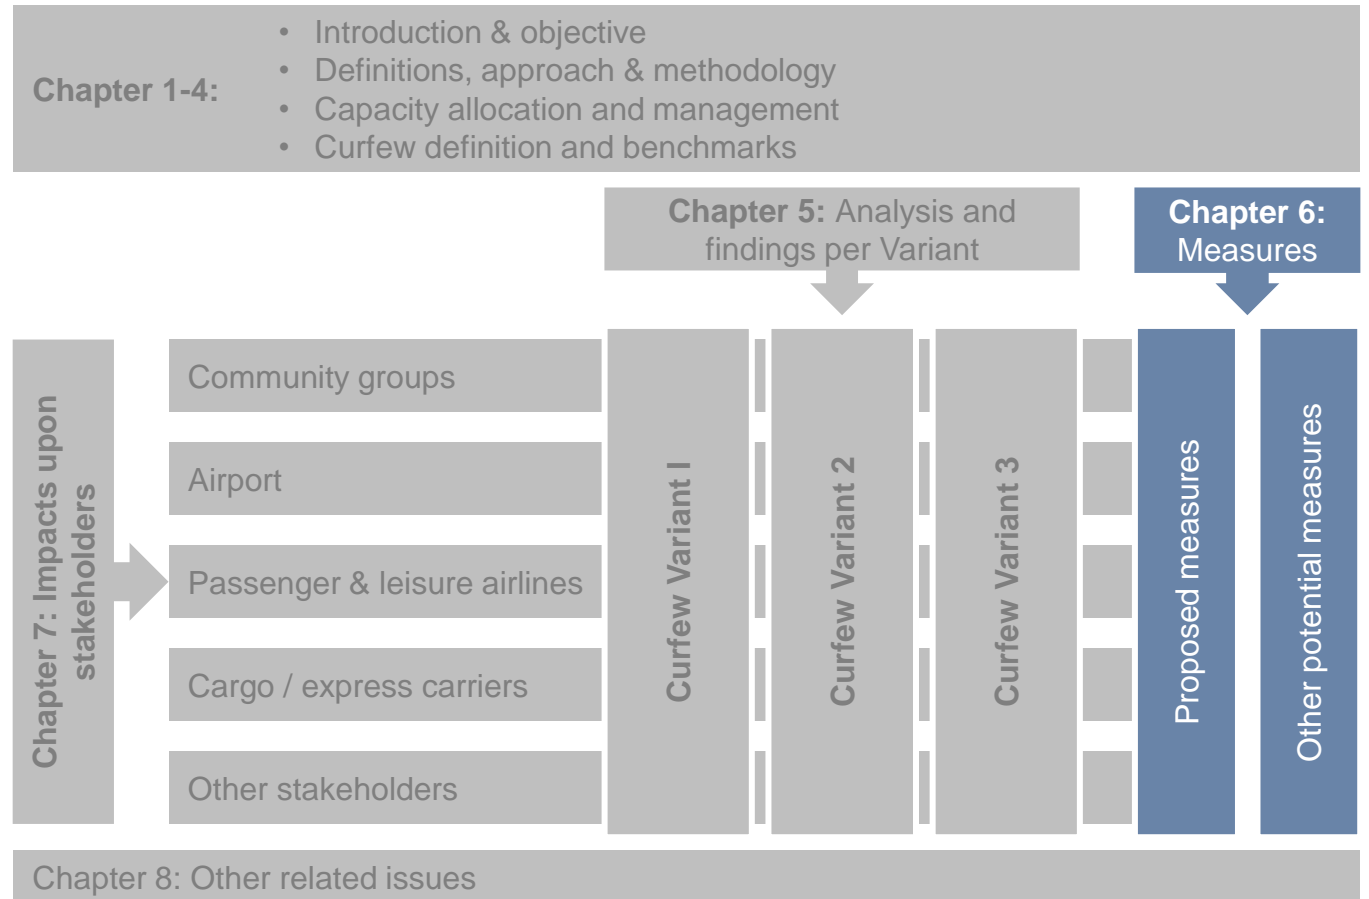 Chapter 1-4:
• Introduction & objective
• Definitions, approach & methodology
• Capacity allocation and management
• Curfew definition and benchmarks
Chapter 5: Analysis and
findings per Variant
Chapter 6:
Measures
Chapter 7: Impacts upon
stakeholders
Community groups
Airport
Passenger & leisure airlines
Cargo / express carriers
Other stakeholders
Curfew Variant I
Curfew Variant 2
Curfew Variant 3
Proposed measures
Other potential measures
Chapter 8: Other related issues